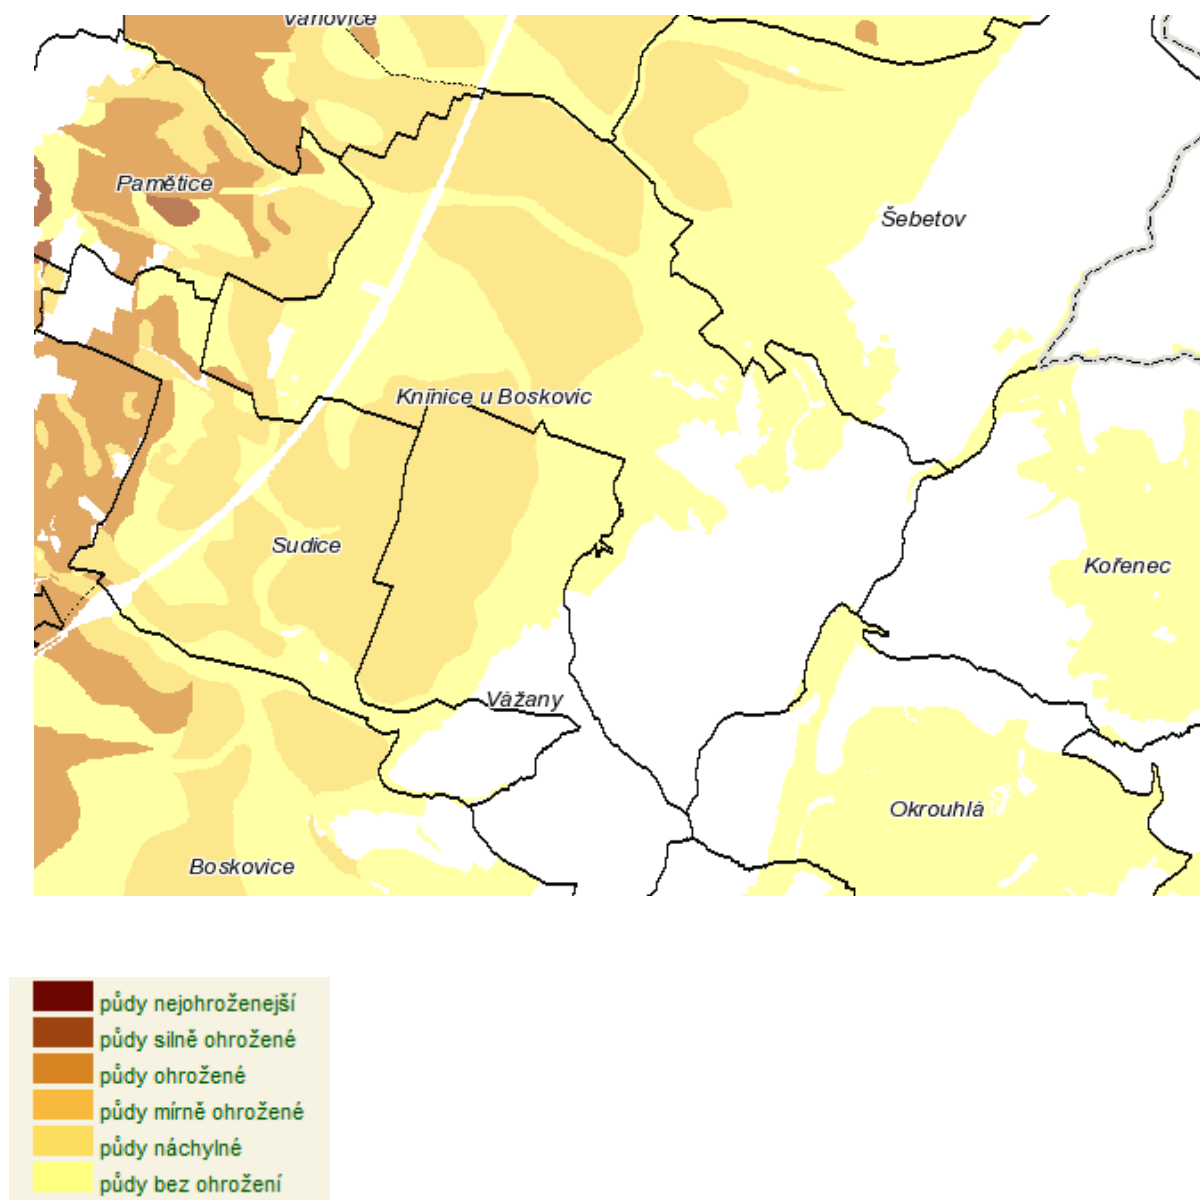 Vanovice
Pamětice
Šebetov
Knínice u Boskovic
Sudice
Kořenec
Vážany
Okrouhlá
Boskovice
půdy nejohroženejší
půdy silně ohrožené
půdy ohrožené
půdy mírně ohrožené
půdy náchylné
půdy bez ohrožení